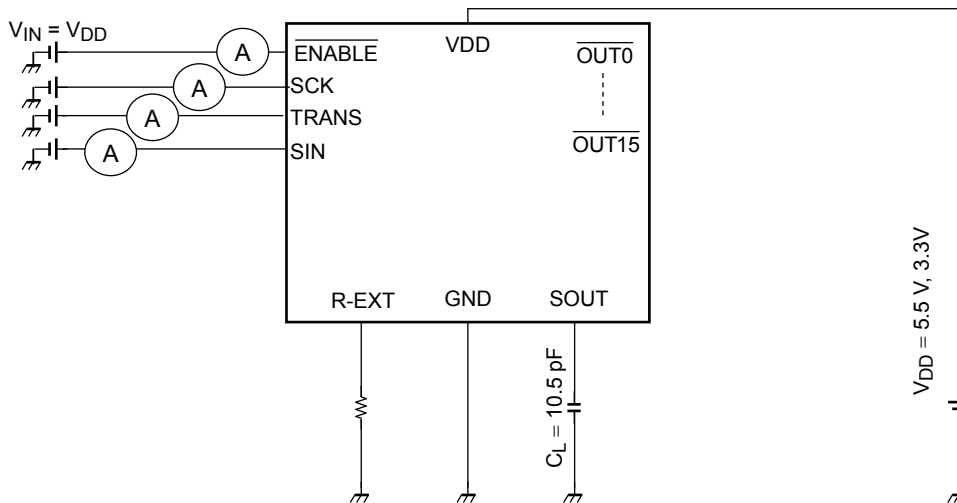 V_IN = V_DD
A
ENABLE
VDD
OUT0
A
SCK
A
TRANS
A
SIN
OUT15
R-EXT
GND
SOUT
C_L = 10.5 pF
V_DD = 5.5 V, 3.3V